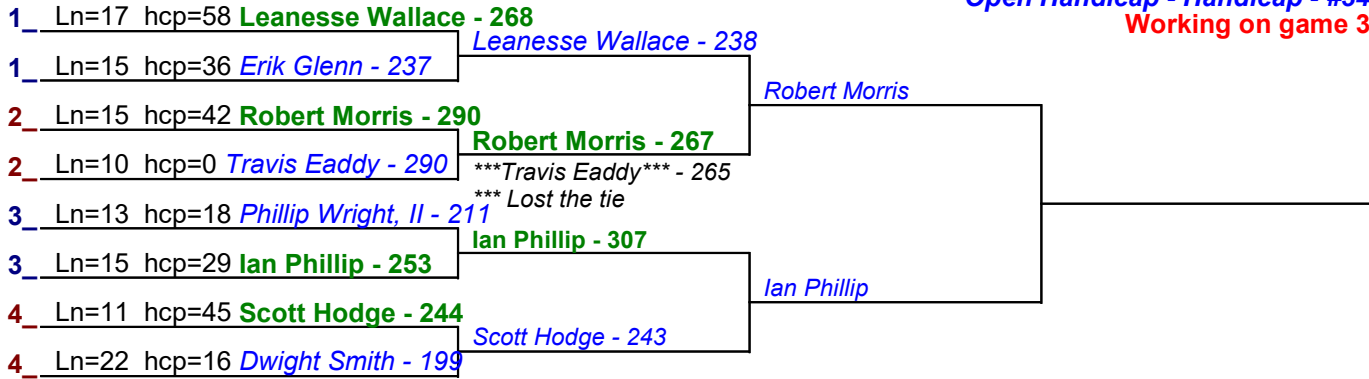 Open Handicap - Handicap - #34
Working on game 3
1_ Ln=17 hcp=58 Leanesse Wallace - 268
Leanesse Wallace - 238
1_ Ln=15 hcp=36 Erik Glenn - 237
Robert Morris
2_ Ln=15 hcp=42 Robert Morris - 290
Robert Morris - 267
2_ Ln=10 hcp=0 Travis Eaddy - 290
***Travis Eaddy*** - 265
*** Lost the tie
3_ Ln=13 hcp=18 Phillip Wright, II - 211
Ian Phillip - 307
3_ Ln=15 hcp=29 Ian Phillip - 253
Ian Phillip
4_ Ln=11 hcp=45 Scott Hodge - 244
Scott Hodge - 243
4_ Ln=22 hcp=16 Dwight Smith - 199